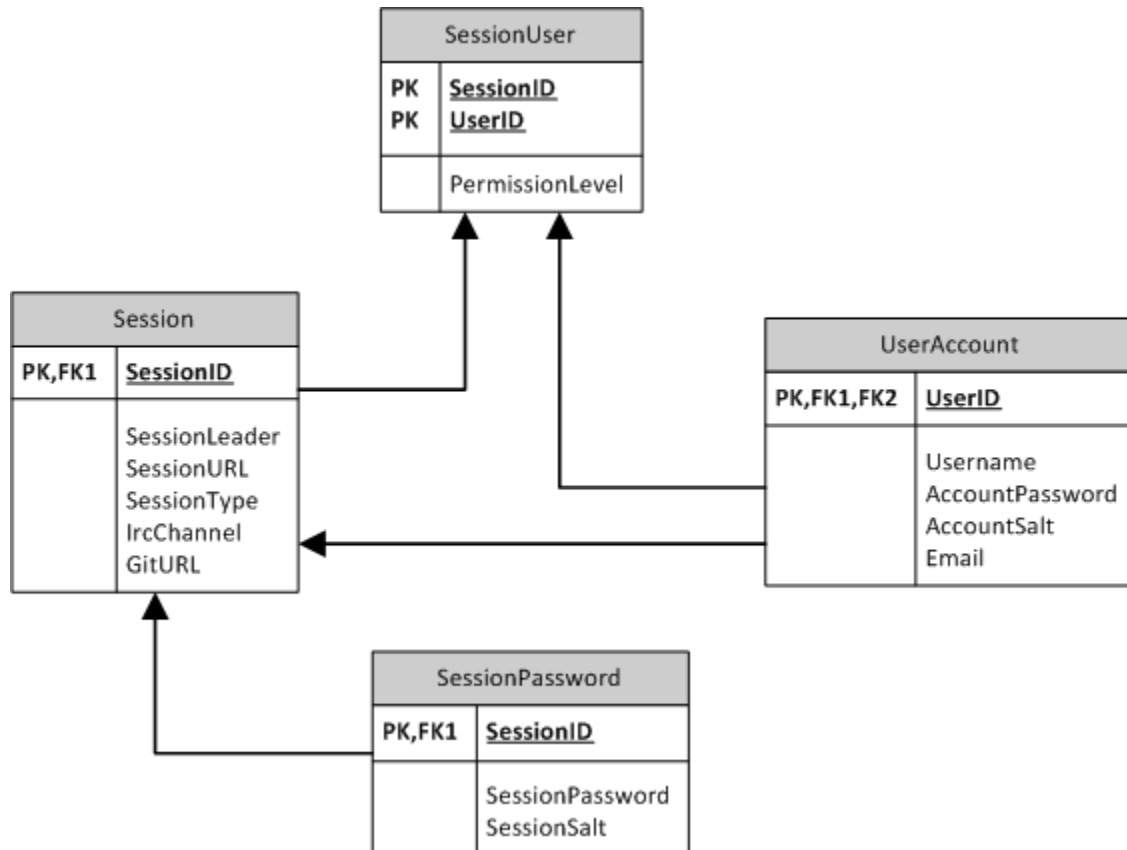 SessionUser
PK SessionID
PK UserID
PermissionLevel
Session
PK,FK1 SessionID
SessionLeader
SessionURL
SessionType
IrcChannel
GitURL
UserAccount
PK,FK1,FK2 UserID
Username
AccountPassword
AccountSalt
Email
SessionPassword
PK,FK1 SessionID
SessionPassword
SessionSalt